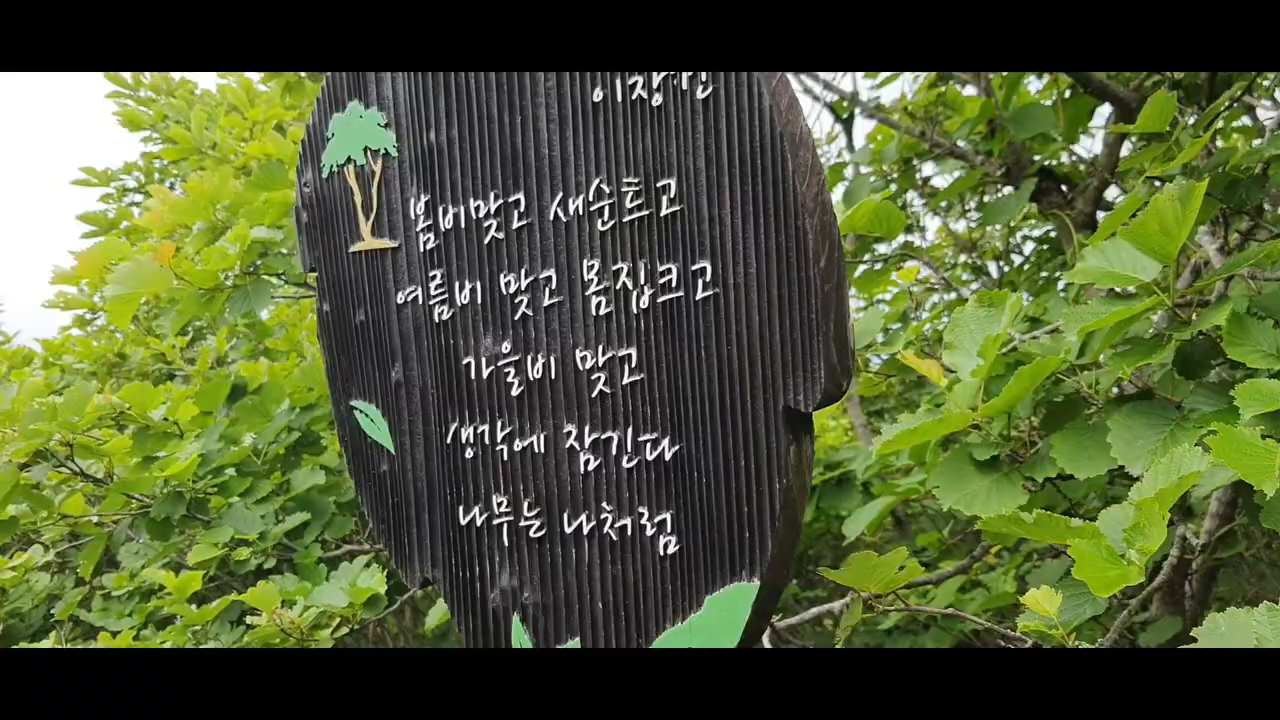 봄비맞고 새순트고
여름비 맞고 몸집크고
가을비 맞고
생각에 잠긴다
나무는 나처럼